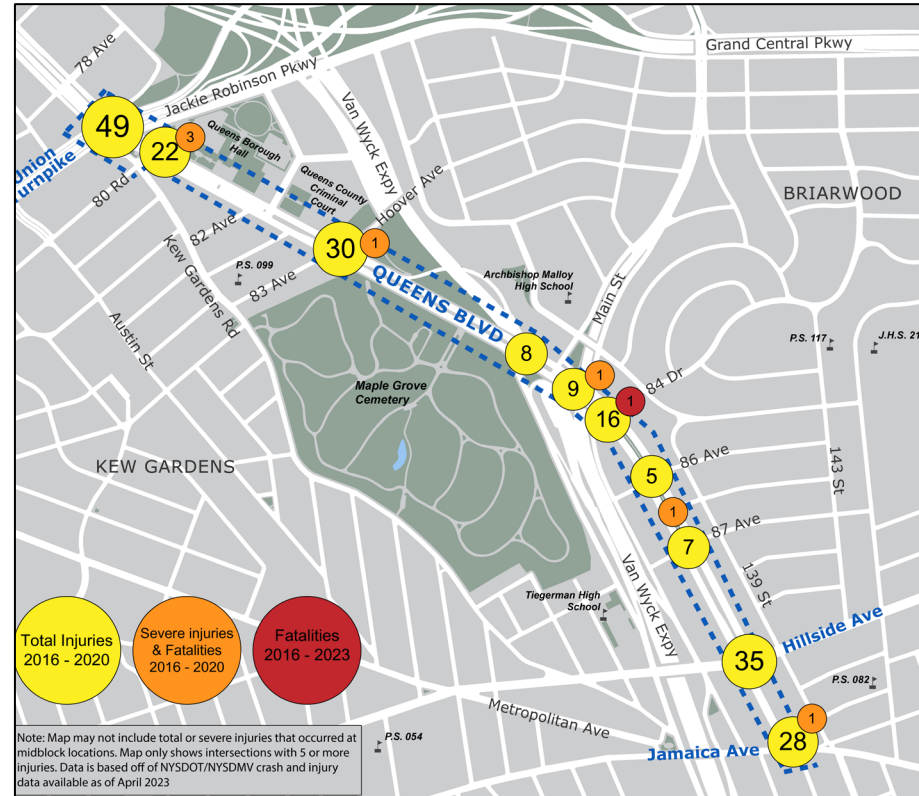 78 Ave
Jackie Robinson Pkwy
Grand Central Pkwy
Van Wyck Expy
49
22
3
Queens Borough
Hall
Union
Turnpike
80 Rd
Queens County
Criminal
Court
Hoover Ave
BRIARWOOD
82 Ave
Kew Gardens Rd
30
1
P.S. 099
83 Ave
QUEENS BLVD
Archbishop Malloy
High School
Main St
Austin St
P.S. 117
J.H.S. 21
8
Maple Grove
Cemetery
9
1
16
1
84 Dr
KEW GARDENS
5
86 Ave
143 St
1
7
87 Ave
Van Wyck Expy
139 St
Tiegerman High
School
Total Injuries
2016 - 2020
Severe injuries
& Fatalities
2016 - 2020
Fatalities
2016 - 2023
35
Hillside Ave
P.S. 082
Metropolitan Ave
1
28
Jamaica Ave
P.S. 054
Note: Map may not include total or severe injuries that occurred at
midblock locations. Map only shows intersections with 5 or more
injuries. Data is based off of NYSDOT/NYSDMV crash and injury
data available as of April 2023